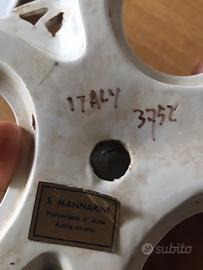 ITALY
3752
S. MANNARINI
Porcellane d'Arte
Antiquariato
subito